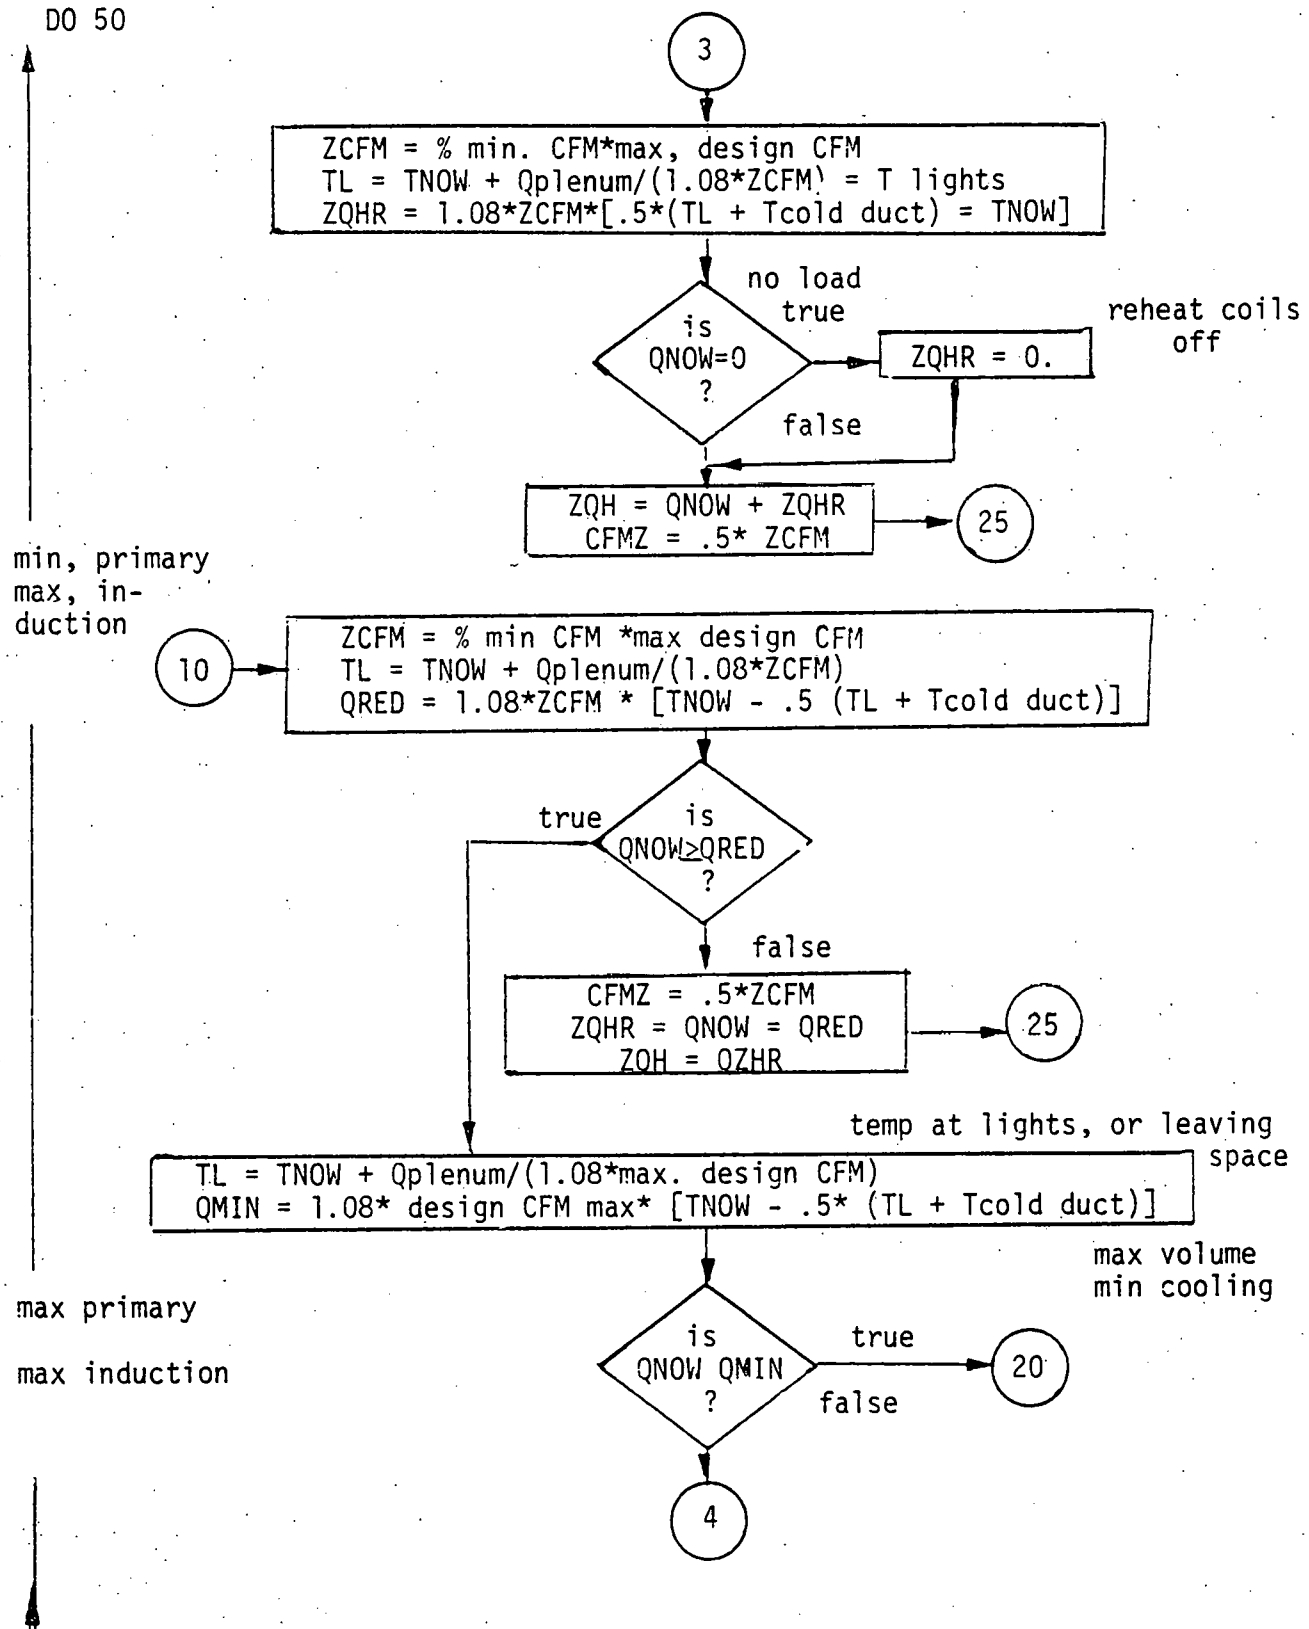 DO 50
3
ZCFM = % min. CFM*max, design CFM
TL = TNOW + Qplenum/(1.08*ZCFM) = T lights
ZQHR = 1.08*ZCFM*[.5*(TL + Tcold duct) = TNOW]
no load
true
is
QNOW=0
?
ZQHR = 0.
reheat coils
off
false
ZQH = QNOW + ZQHR
CFMZ = .5* ZCFM
25
min, primary
max, in-
duction
10
ZCFM = % min CFM *max design CFM
TL = TNOW + Qplenum/(1.08*ZCFM)
QRED = 1.08*ZCFM * [TNOW - .5 (TL + Tcold duct)]
true
is
QNOW≥QRED
?
false
CFMZ = .5*ZCFM
ZQHR = QNOW = QRED
ZQH = QZHR
25
temp at lights, or leaving
space
TL = TNOW + Qplenum/(1.08*max. design CFM)
QMIN = 1.08* design CFM max* [TNOW - .5* (TL + Tcold duct)]
max volume
min cooling
max primary
max induction
is
QNOW QMIN
?
true
20
false
4